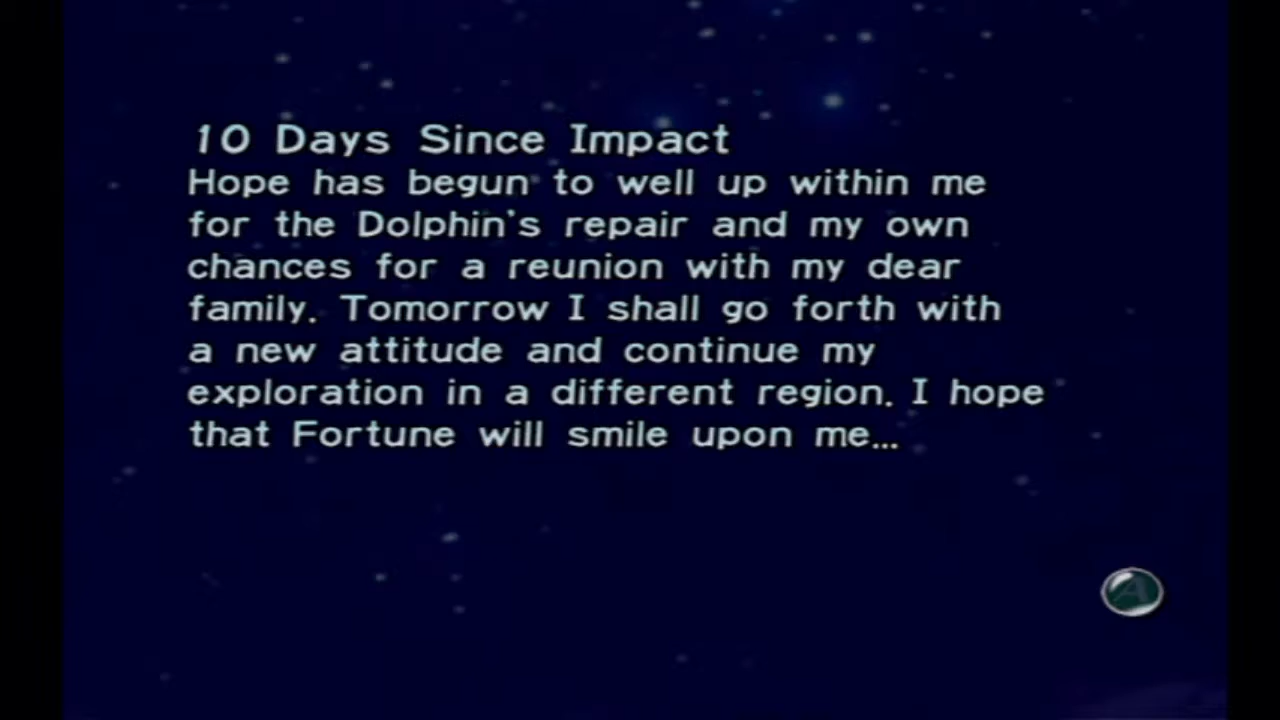 10 Days Since Impact
Hope has begun to well up within me
for the Dolphin's repair and my own
chances for a reunion with my dear
family. Tomorrow I shall go forth with
a new attitude and continue my
exploration in a different region. I hope
that Fortune will smile upon me...
A